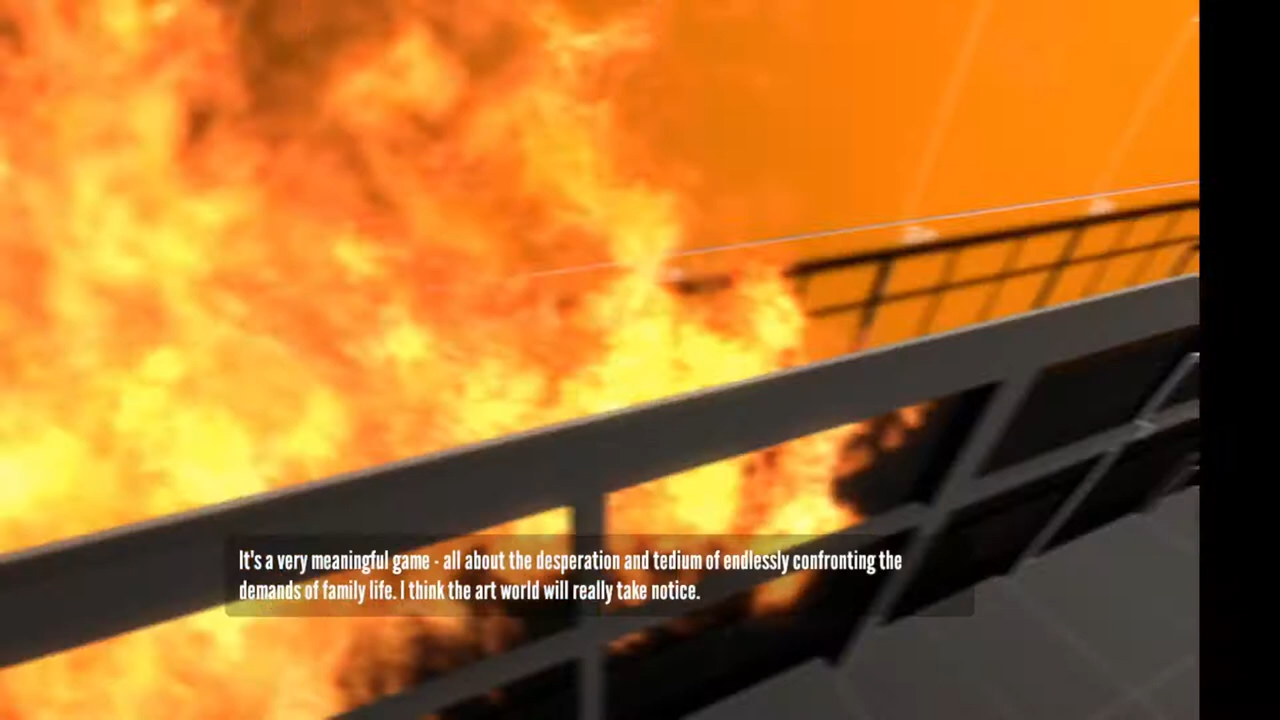 It's a very meaningful game - all about the desperation and tedium of endlessly confronting the
demands of family life. I think the art world will really take notice.